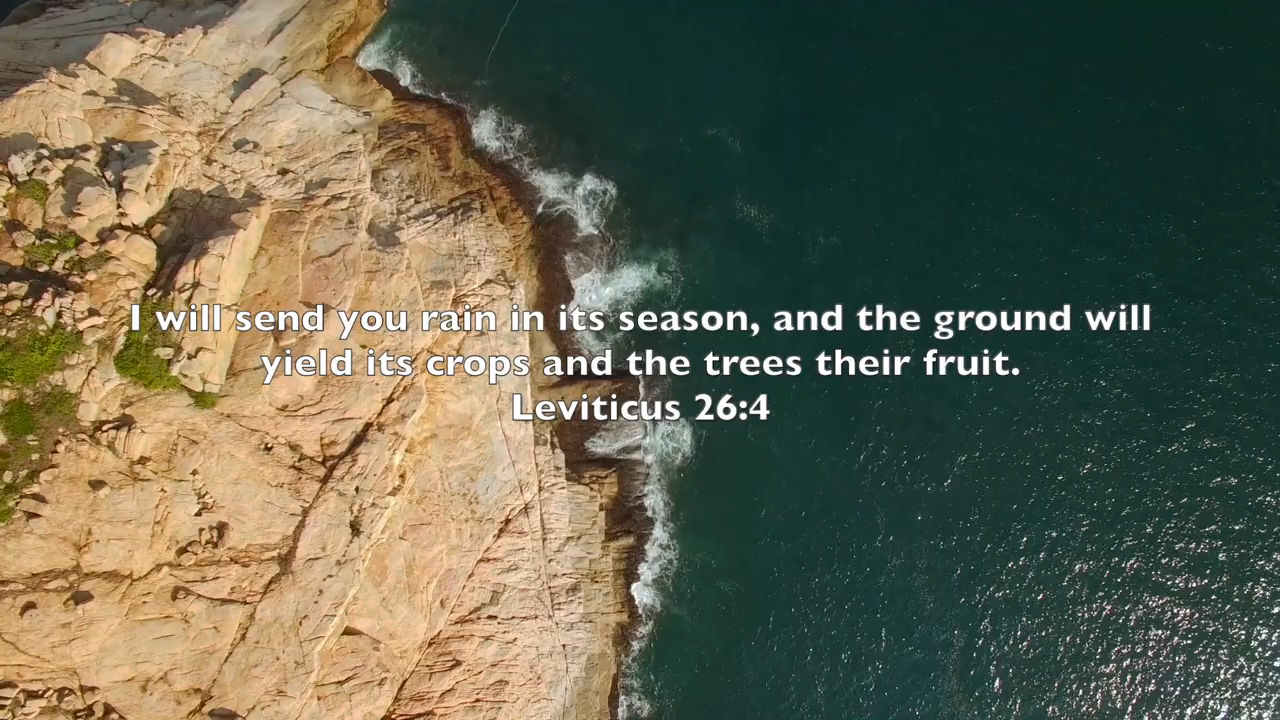 I will send you rain in its season, and the ground will
yield its crops and the trees their fruit.
Leviticus 26:4